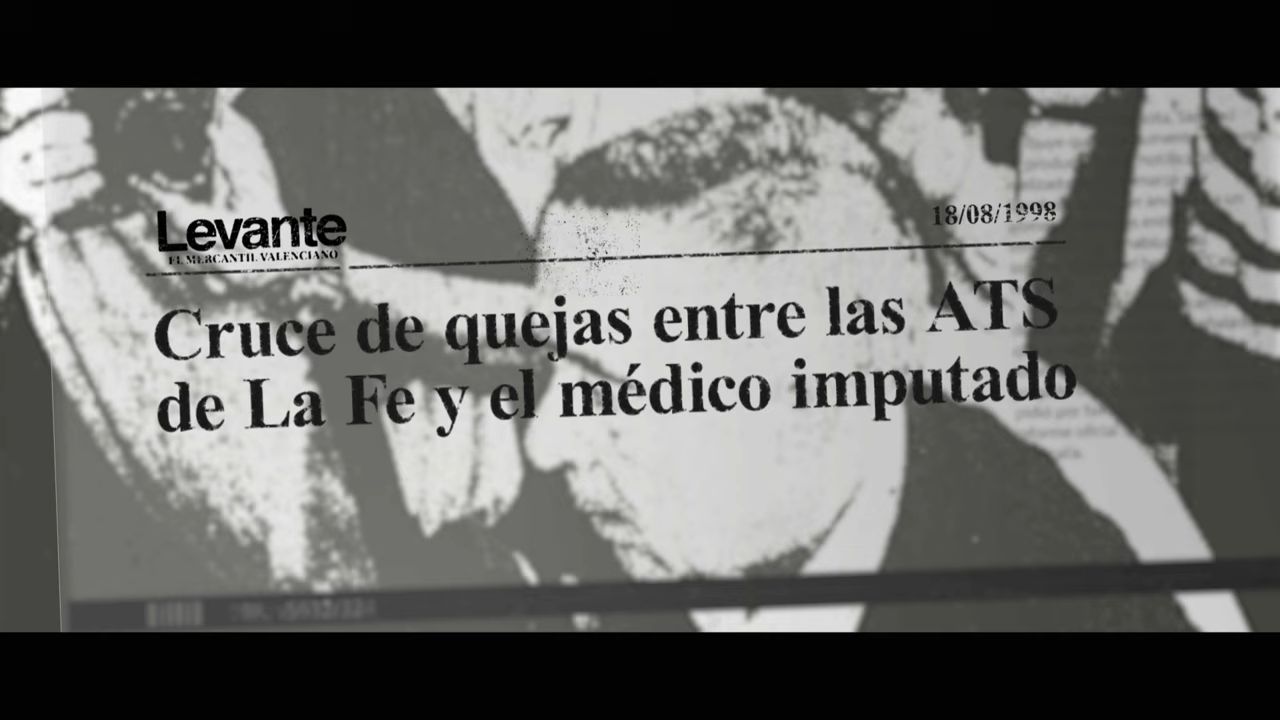 Levante
EL MERCANTIL VALENCIANO
18/08/1998
Cruce de quejas entre las ATS
de La Fe y el médico imputado